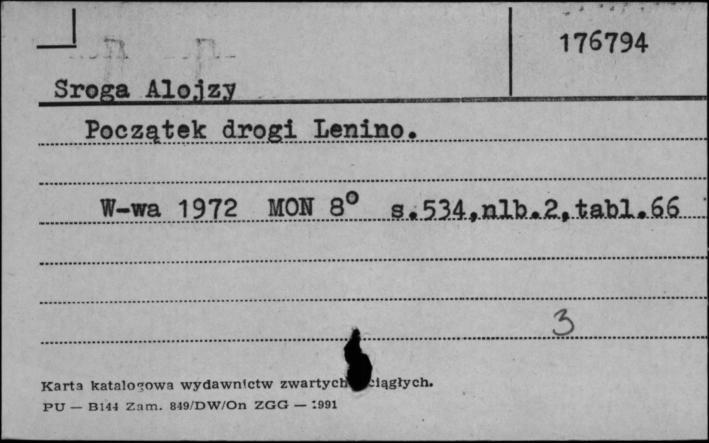 176794
Sroga Alojzy
Początek drogi Lenino.
W-wa 1972 MON 8° s.534,nlb.2,tabl.66
3
Karta katalogowa wydawnictw zwartych ciągłych.
PU — B144 Zam. 849/DW/On ZGG — 1991